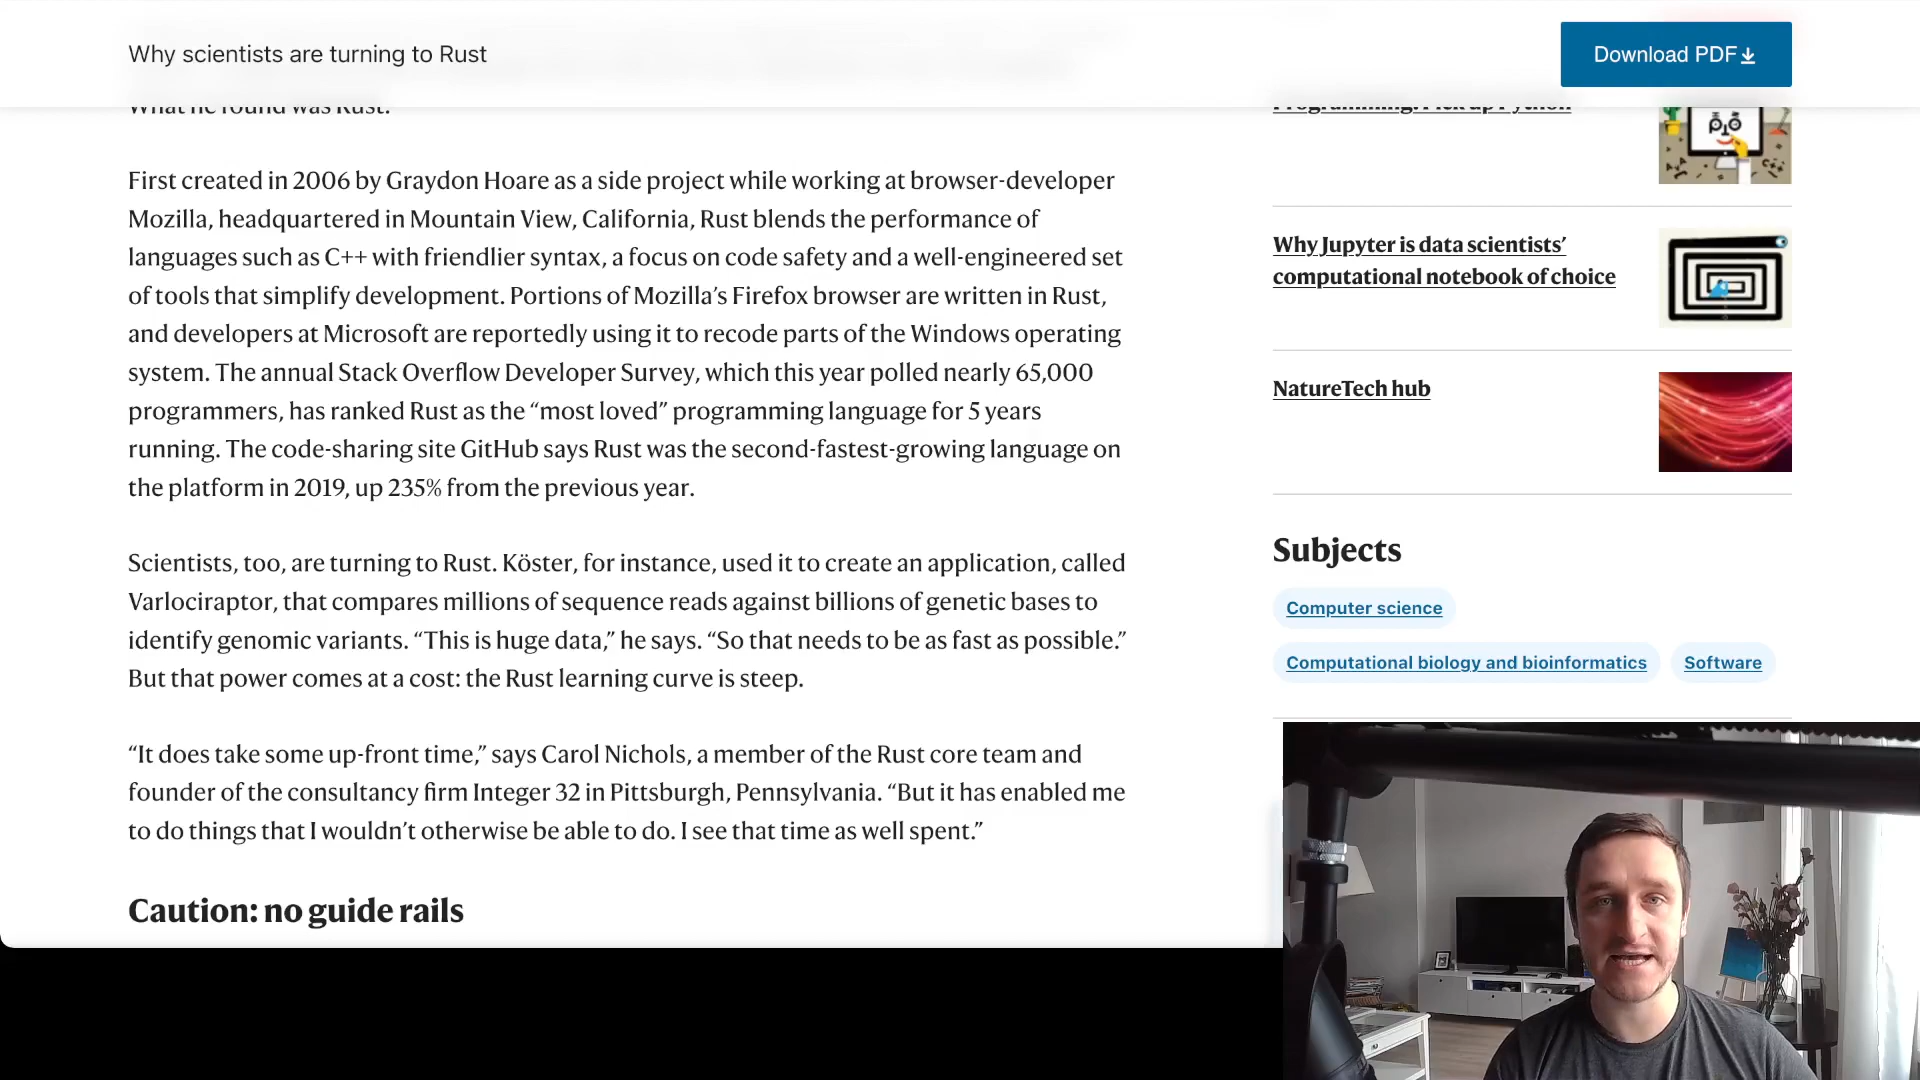 Why scientists are turning to Rust
Download PDF
What he found was Rust.
First created in 2006 by Graydon Hoare as a side project while working at browser-developer
Mozilla, headquartered in Mountain View, California, Rust blends the performance of
languages such as C++ with friendlier syntax, a focus on code safety and a well-engineered set
of tools that simplify development. Portions of Mozilla’s Firefox browser are written in Rust,
and developers at Microsoft are reportedly using it to recode parts of the Windows operating
system. The annual Stack Overflow Developer Survey, which this year polled nearly 65,000
programmers, has ranked Rust as the “most loved” programming language for 5 years
running. The code-sharing site GitHub says Rust was the second-fastest-growing language on
the platform in 2019, up 235% from the previous year.
Scientists, too, are turning to Rust. Köster, for instance, used it to create an application, called
Varlociraptor, that compares millions of sequence reads against billions of genetic bases to
identify genomic variants. “This is huge data,” he says. “So that needs to be as fast as possible.”
But that power comes at a cost: the Rust learning curve is steep.
“It does take some up-front time,” says Carol Nichols, a member of the Rust core team and
founder of the consultancy firm Integer 32 in Pittsburgh, Pennsylvania. “But it has enabled me
to do things that I wouldn’t otherwise be able to do. I see that time as well spent.”
Caution: no guide rails
Programming: Pick up Python
Why Jupyter is data scientists’
computational notebook of choice
NatureTech hub
Subjects
Computer science
Computational biology and bioinformatics
Software